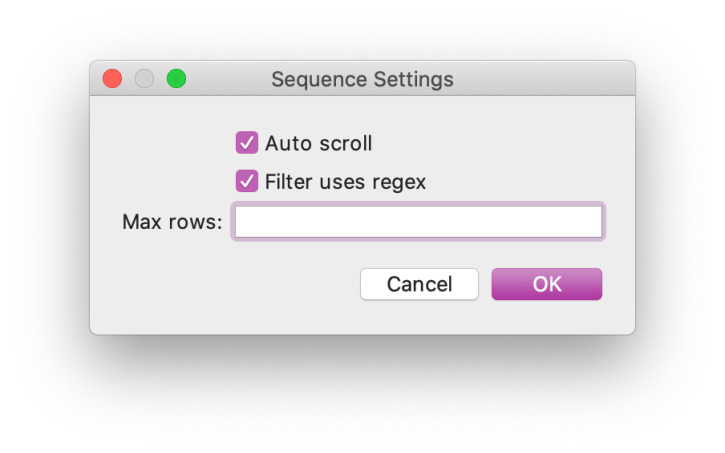 Sequence Settings
Auto scroll
Filter uses regex
Max rows:
Cancel OK